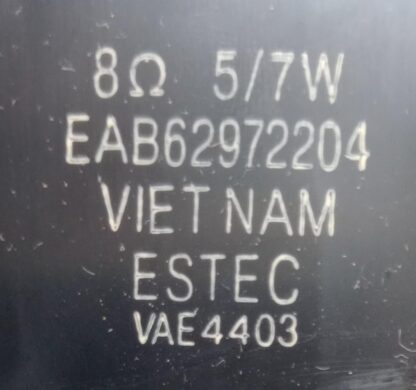 8Ω 5/7W
EAB62972204
VIETNAM
ESTEC
VAE4403